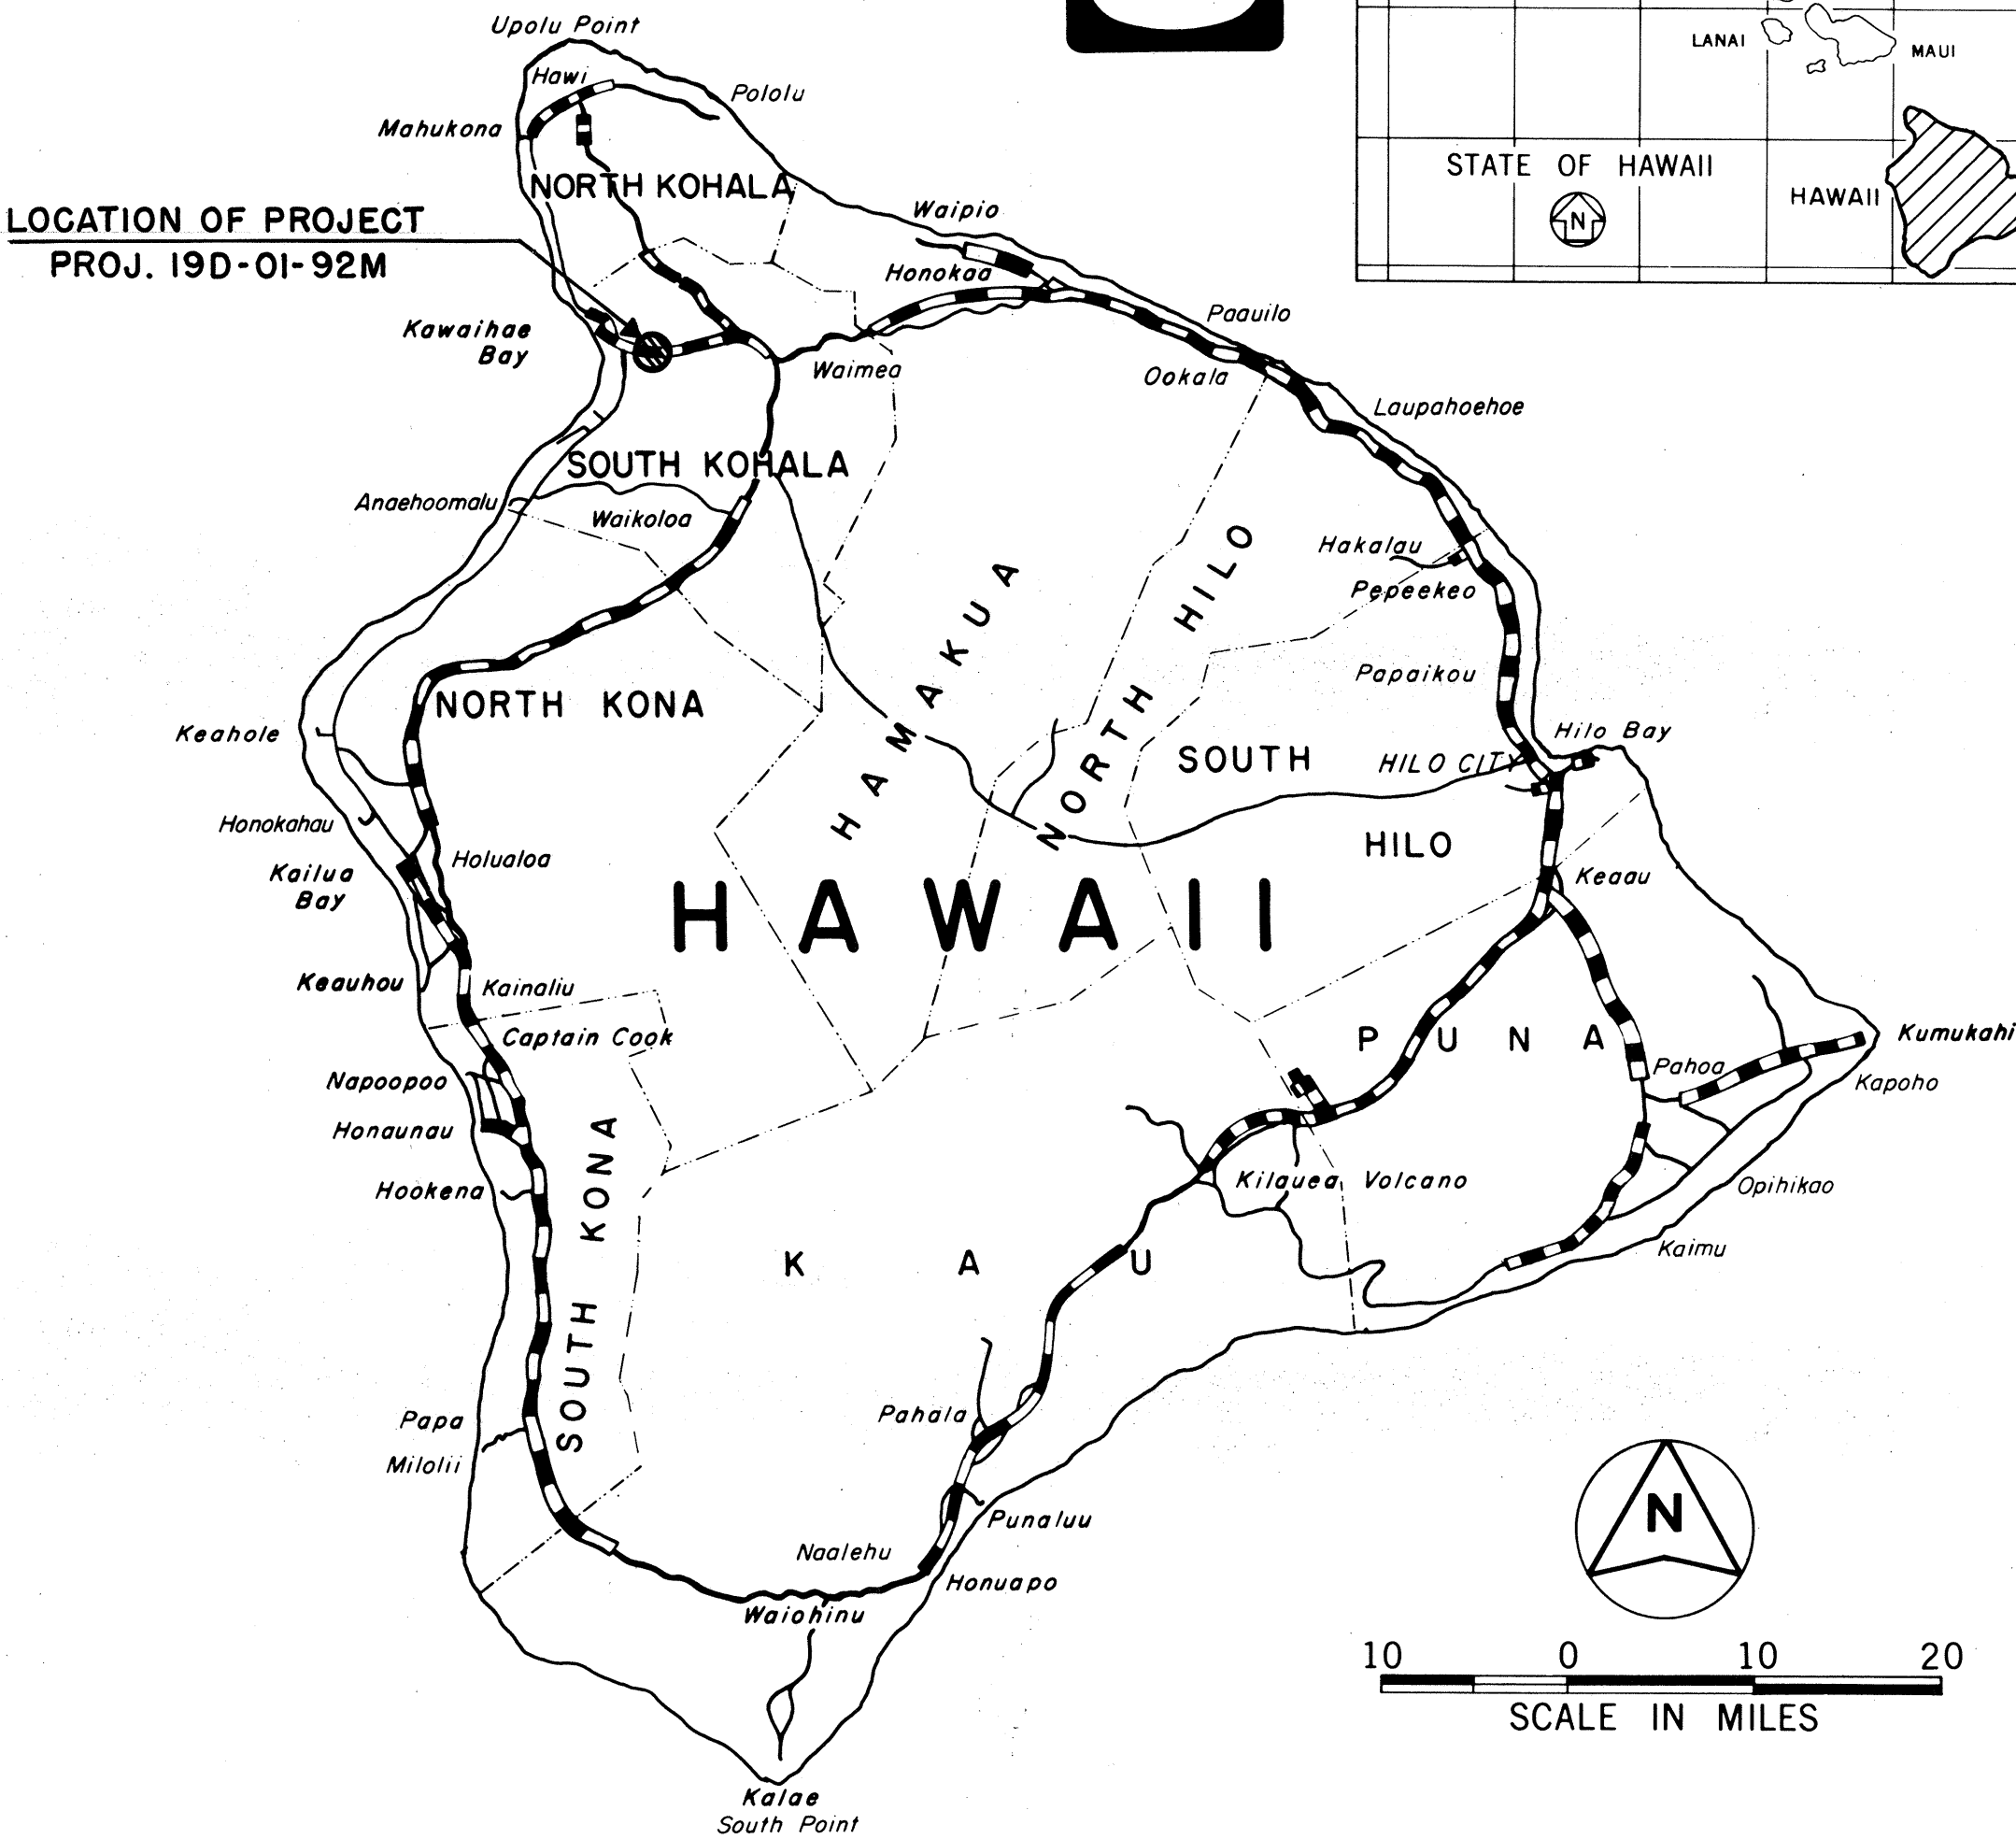 Upolu Point
Hawi
Pololu
Mahukona
NORTH KOHALA
LOCATION OF PROJECT
PROJ. 19D-01-92M
Waipio
Honokaa
Kawaihae
Bay
Waimea
Paauilo
Ookala
Laupahoehoe
SOUTH KOHALA
Anaehoomalu
Waikoloa
Hakalau
Pepeekeo
HAMAKUA
NORTH HILO
Papaikou
NORTH KONA
Keahole
SOUTH
HILO
HILO CITY
Hilo Bay
Honokahau
Holualoa
Kailua
Bay
HAWAII
Keaau
Keauhou
Kainaliu
Captain Cook
PUNA
Kumukahi
Pahoa
Kapoho
Napoopoo
Honaunau
Hookena
SOUTH KONA
Kilauea Volcano
Opihikao
KAU
Kaimu
Papa
Milolii
Pahala
Punaluu
Naalehu
Honuapo
Waiohinu
Kalae
South Point
LANAI
MAUI
STATE OF HAWAII
N
HAWAII
N
10 0 10 20
SCALE IN MILES